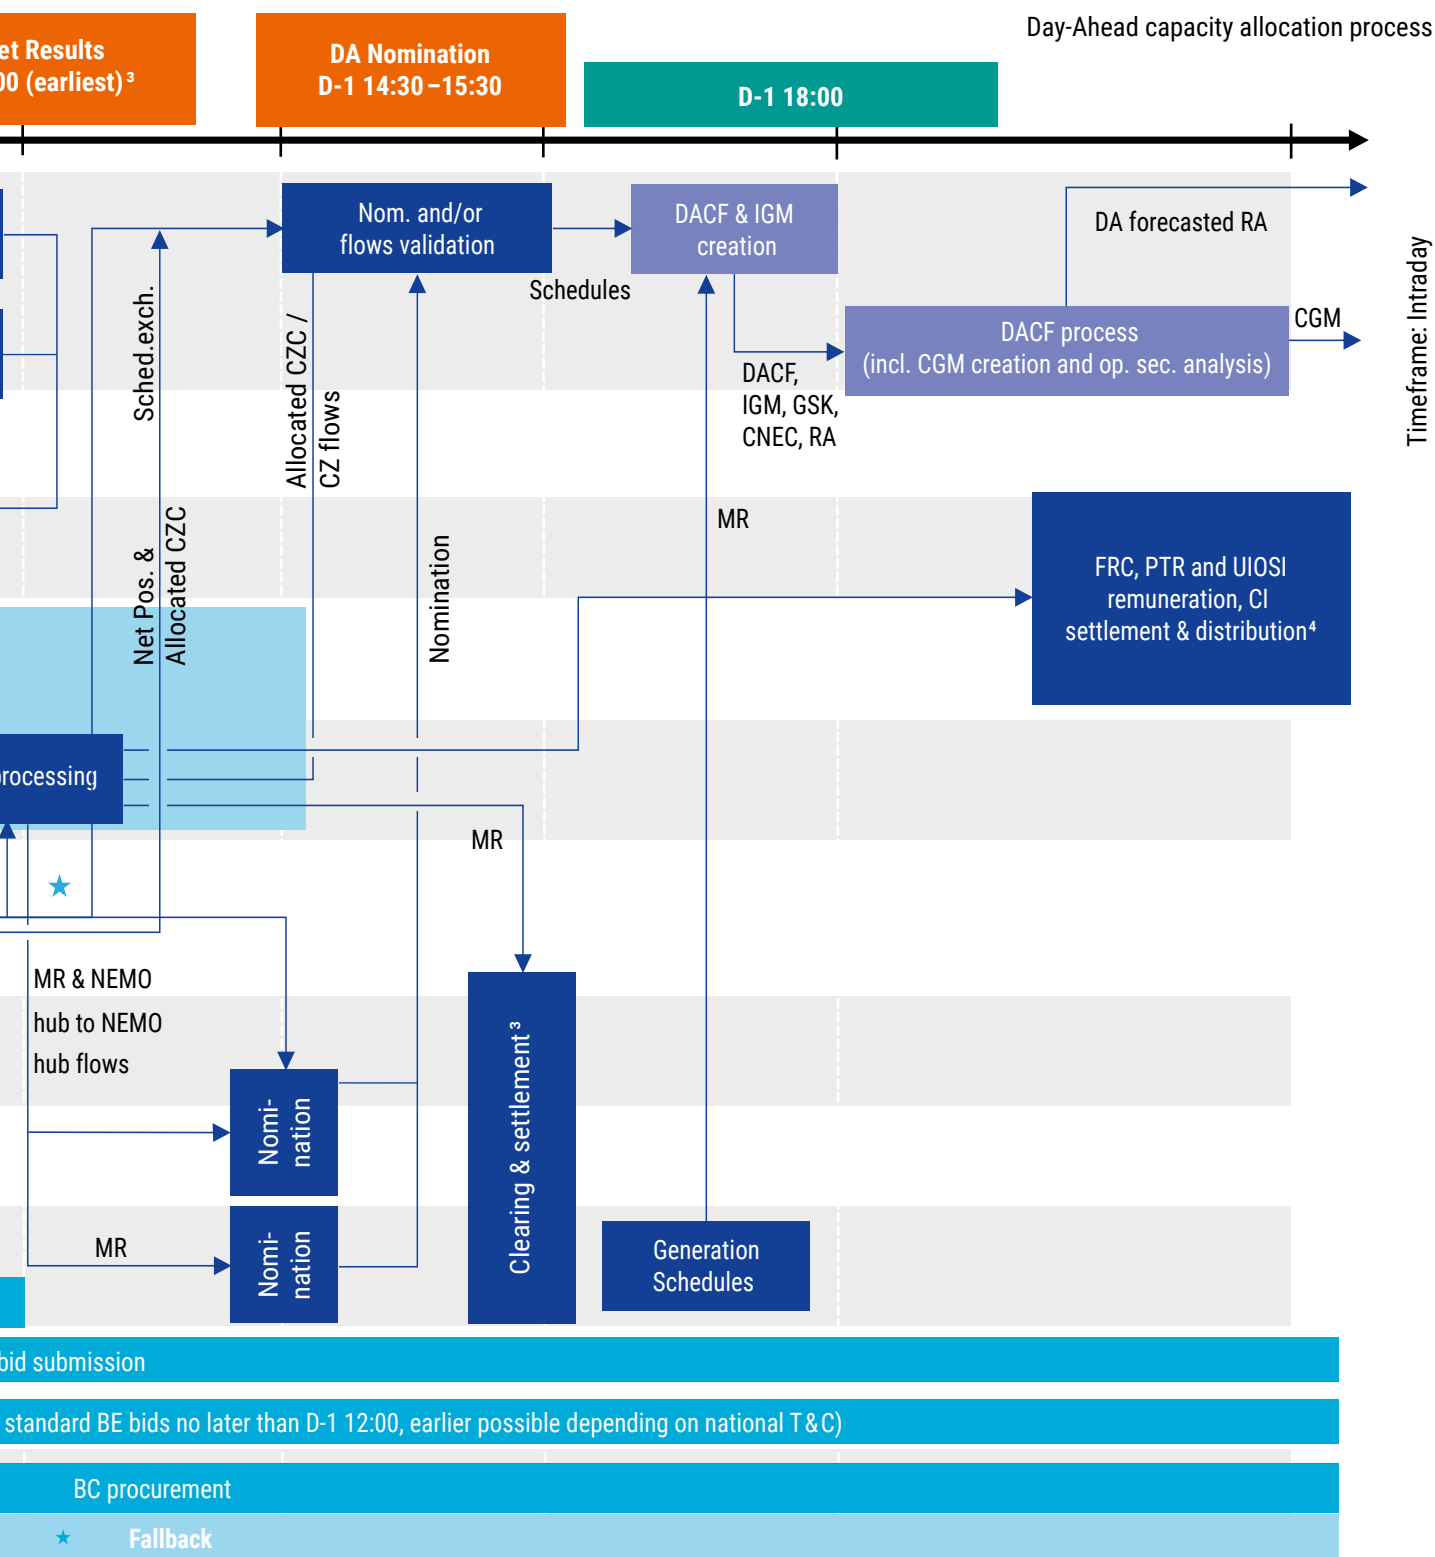 Day-Ahead capacity allocation process
et Results
00 (earliest)³
DA Nomination
D-1 14:30–15:30
D-1 18:00
Nom. and/or
flows validation
DACF & IGM
creation
DA forecasted RA
Timeframe: Intraday
Schedules
Sched.exch.
Allocated CZC /
CZ flows
DACF process
(incl. CGM creation and op. sec. analysis)
CGM
DACF,
IGM, GSK,
CNEC, RA
MR
Net Pos. &
Allocated CZC
Nomination
FRC, PTR and UIOSI
remuneration, CI
settlement & distribution⁴
rocessing
MR
MR & NEMO
hub to NEMO
hub flows
Nomi-
nation
Clearing & settlement³
MR
Nomi-
nation
Generation
Schedules
bid submission
standard BE bids no later than D-1 12:00, earlier possible depending on national T&C)
BC procurement
Fallback